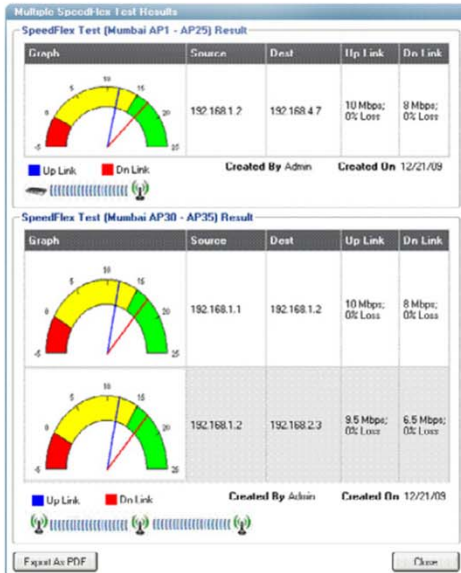 Multiple SpeedFlex Test Results
SpeedFlex Test (Mumbai AP1 - AP25) Result
Graph Source Dest Up Link Dn Link
-5 0 5 10 15 20 25
192.168.1.2 192.168.4.7 10 Mbps; 0% Loss 8 Mbps; 0% Loss
Up Link Dn Link Created By Admin Created On 12/21/09
SpeedFlex Test (Mumbai AP30 - AP35) Result
Graph Source Dest Up Link Dn Link
-5 0 5 10 15 20 25
192.168.1.1 192.168.1.2 10 Mbps; 0% Loss 8 Mbps; 0% Loss
-5 0 5 10 15 20 25
192.168.1.2 192.168.2.3 9.5 Mbps; 0% Loss 6.5 Mbps; 0% Loss
Up Link Dn Link Created By Admin Created On 12/21/09
Export As PDF Close